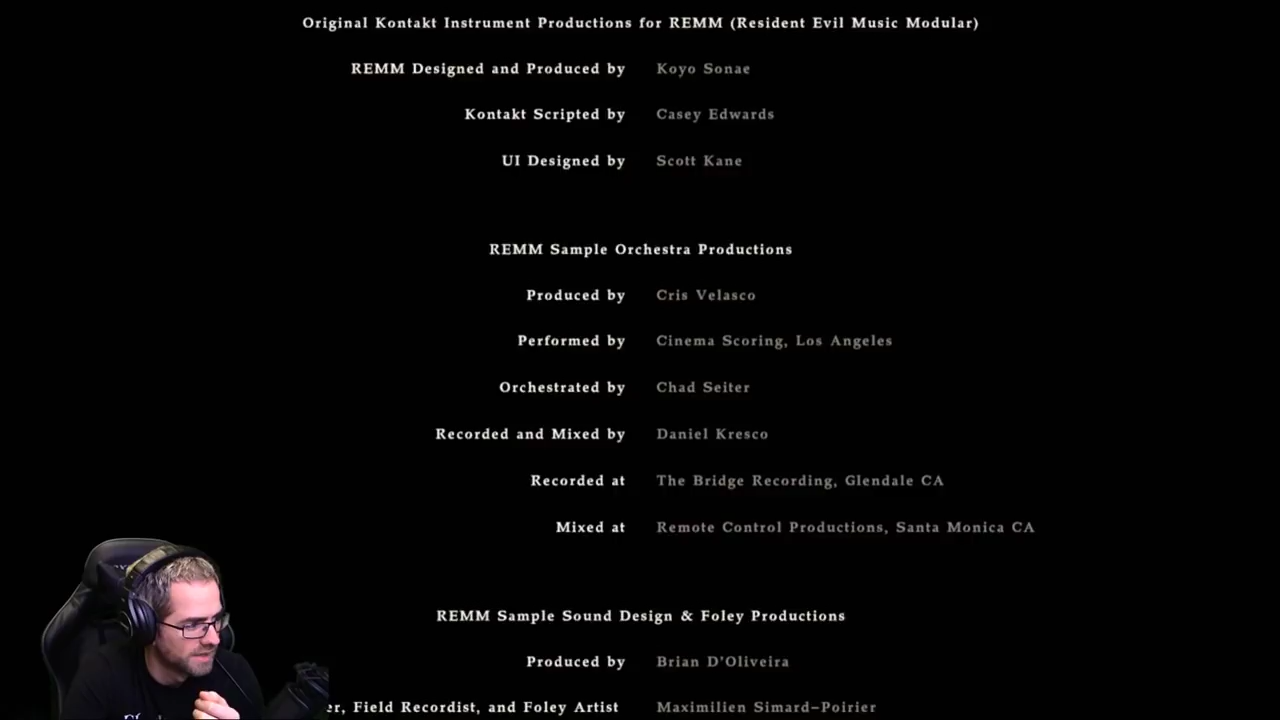 Original Kontakt Instrument Productions for REMM (Resident Evil Music Modular)
REMM Designed and Produced by Koyo Sonae
Kontakt Scripted by Casey Edwards
UI Designed by Scott Kane
REMM Sample Orchestra Productions
Produced by Cris Velasco
Performed by Cinema Scoring, Los Angeles
Orchestrated by Chad Seiter
Recorded and Mixed by Daniel Kresco
Recorded at The Bridge Recording, Glendale CA
Mixed at Remote Control Productions, Santa Monica CA
REMM Sample Sound Design & Foley Productions
Produced by Brian D'Oliveira
er, Field Recordist, and Foley Artist Maximilien Simard-Poirier